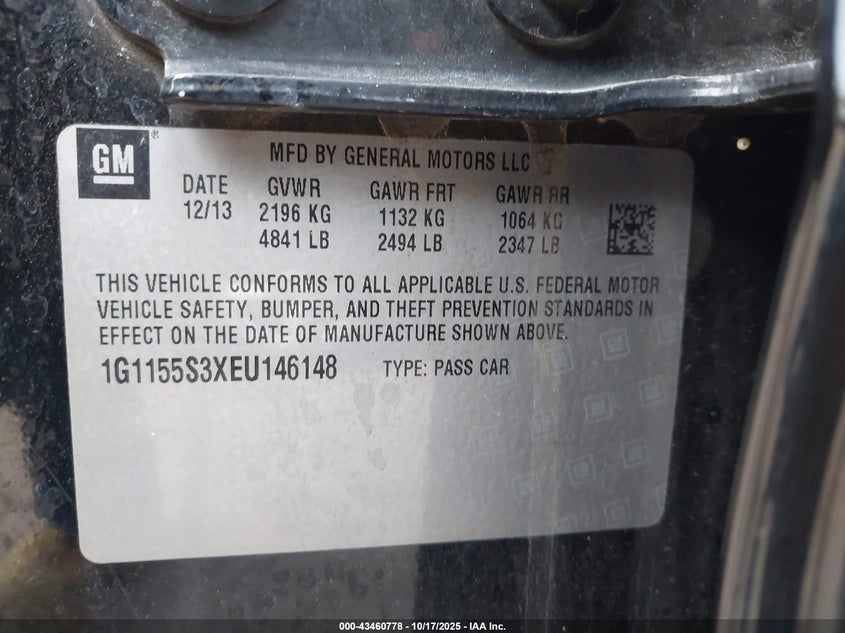 GM ®
MFD BY GENERAL MOTORS LLC
DATE GVWR GAWR FRT GAWR RR
12/13 2196 KG 1132 KG 1064 KG
4841 LB 2494 LB 2347 LB
THIS VEHICLE CONFORMS TO ALL APPLICABLE U.S. FEDERAL MOTOR
VEHICLE SAFETY, BUMPER, AND THEFT PREVENTION STANDARDS IN
EFFECT ON THE DATE OF MANUFACTURE SHOWN ABOVE.
1G1155S3XEU146148 TYPE: PASS CAR
000-43460778 - 10/17/2025 - IAA Inc.